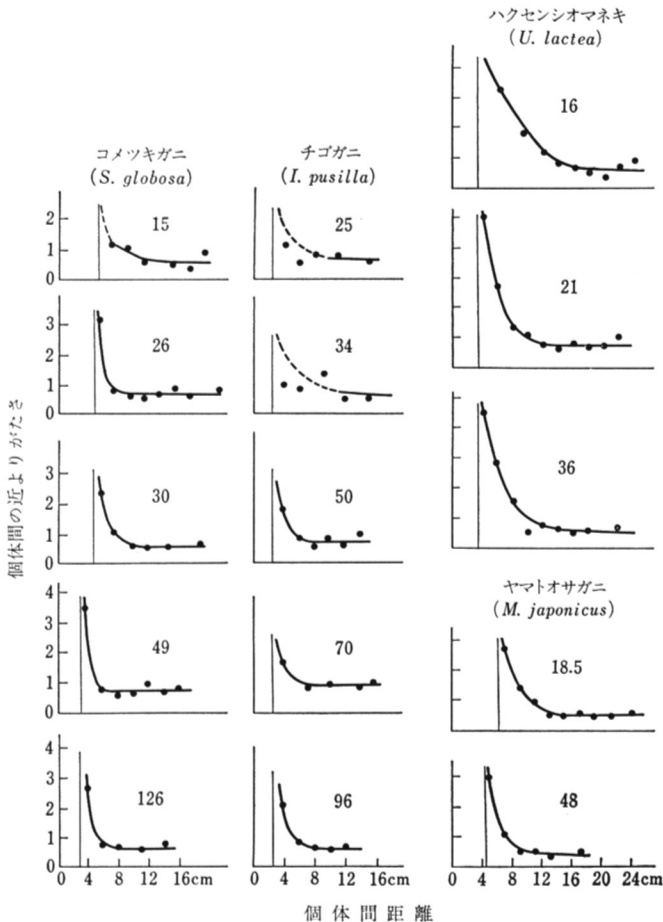 ハクセンシオマネキ
(U. lactea)
16
コメツキガニ
(S. globosa)
チゴガニ
(I. pusilla)
2
1
0
15
25
21
3
2
1
0
26
34
36
3
2
1
0
30
50
ヤマトオサガニ
(M. japonicus)
18.5
4
3
2
1
0
49
70
4
3
2
1
0
126
96
48
0 4 8 12 16cm
0 4 8 12 16cm
0 4 8 12 16 20 24cm
個体間の近よりがたさ
個体間距離